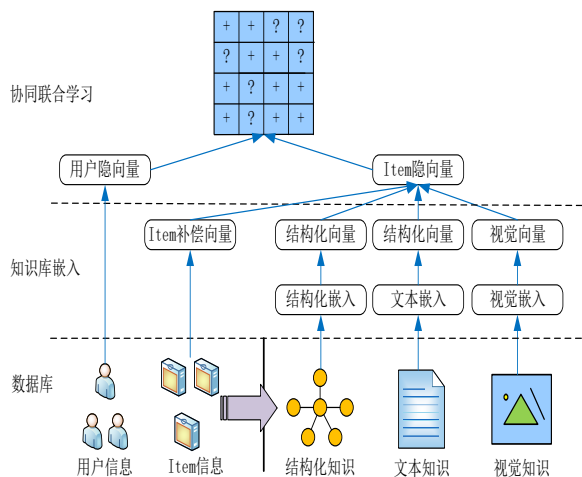 + + ? ?
? + + ?
+ ? + +
+ ? + +
协同联合学习
用户隐向量
Item隐向量
Item补偿向量
结构化向量
结构化向量
视觉向量
知识库嵌入
结构化嵌入
文本嵌入
视觉嵌入
数据库
用户信息
Item信息
结构化知识
文本知识
视觉知识